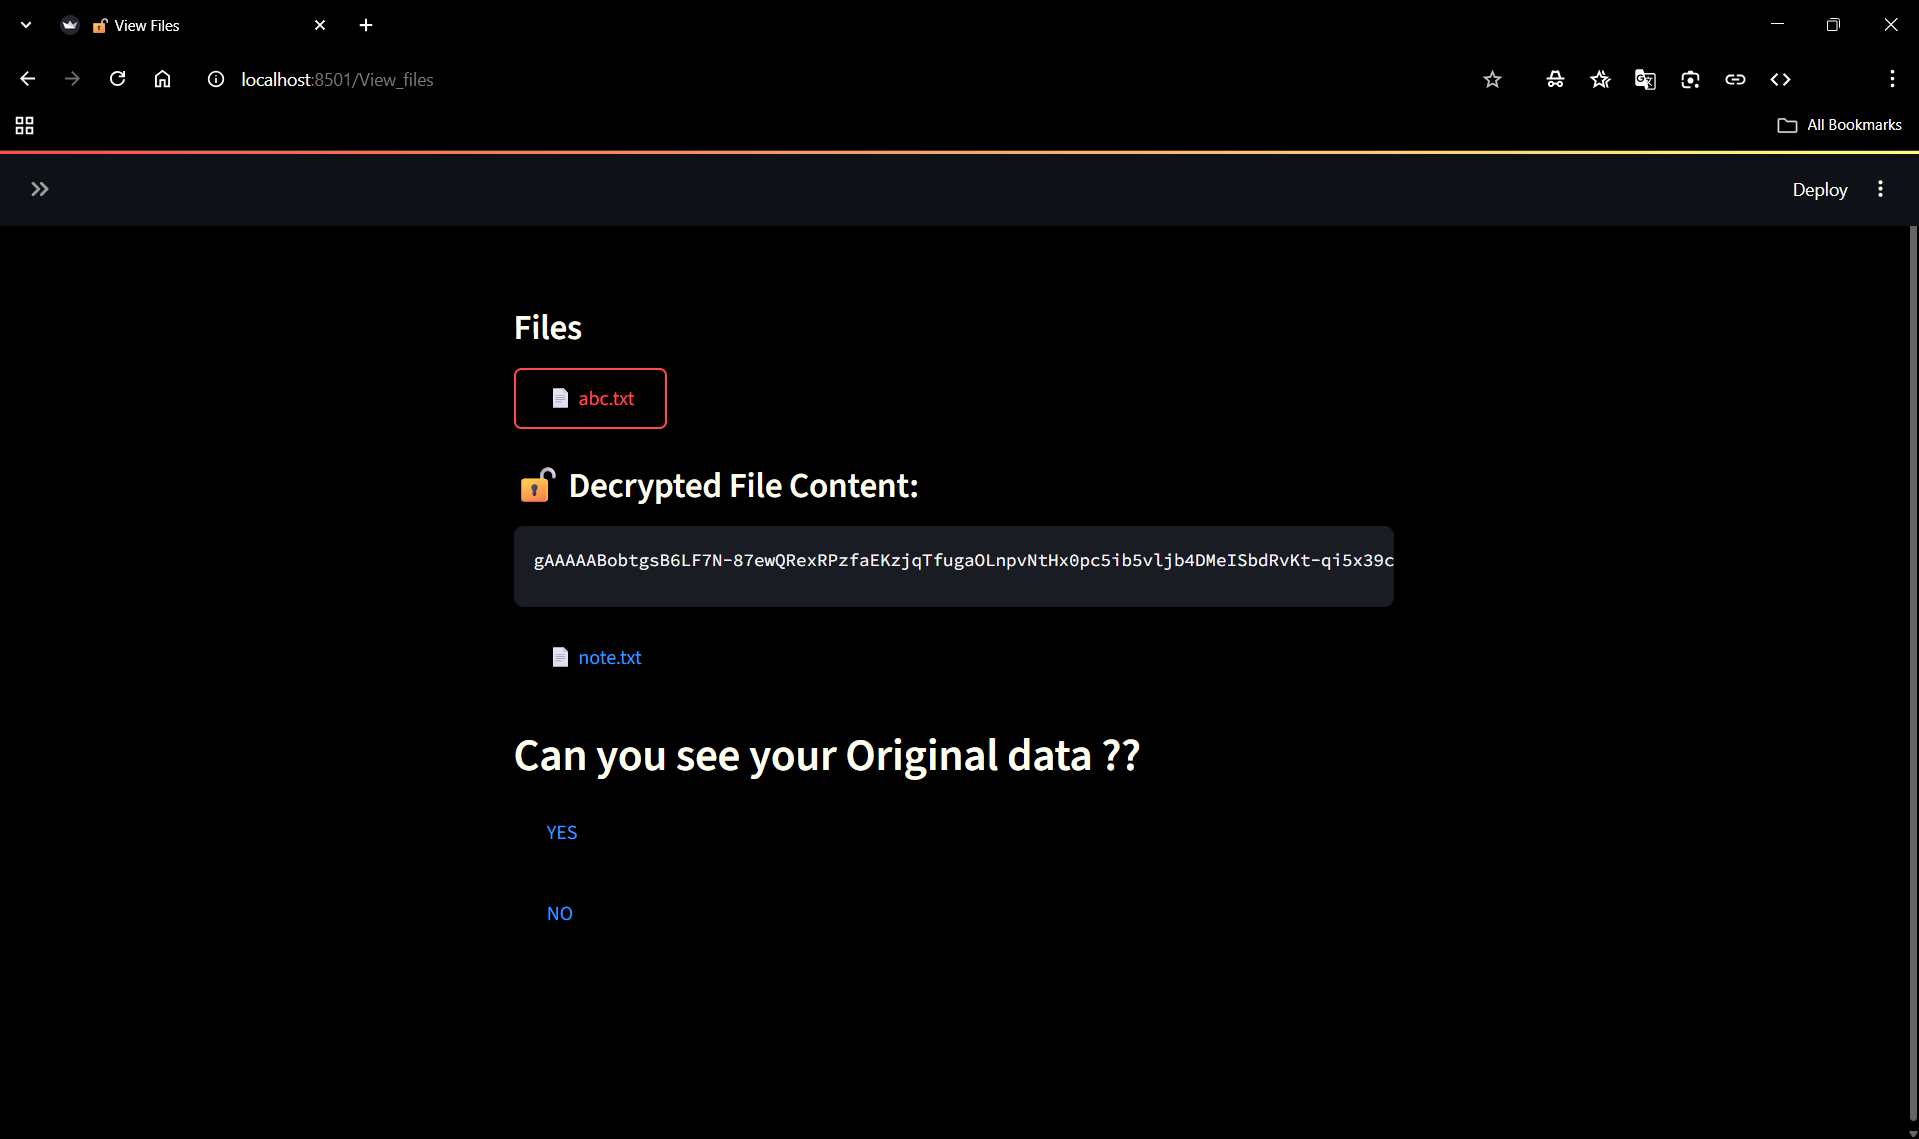 View Files
localhost:8501/View_files
All Bookmarks
Deploy
Files
abc.txt
Decrypted File Content:
gAAAAABobtgsB6LF7N-87ewQRexRPzfaEKzjqTfugaOLnpvNtHx0pc5ib5vljb4DMeISbdRvKt-qi5x39c
note.txt
Can you see your Original data ??
YES
NO